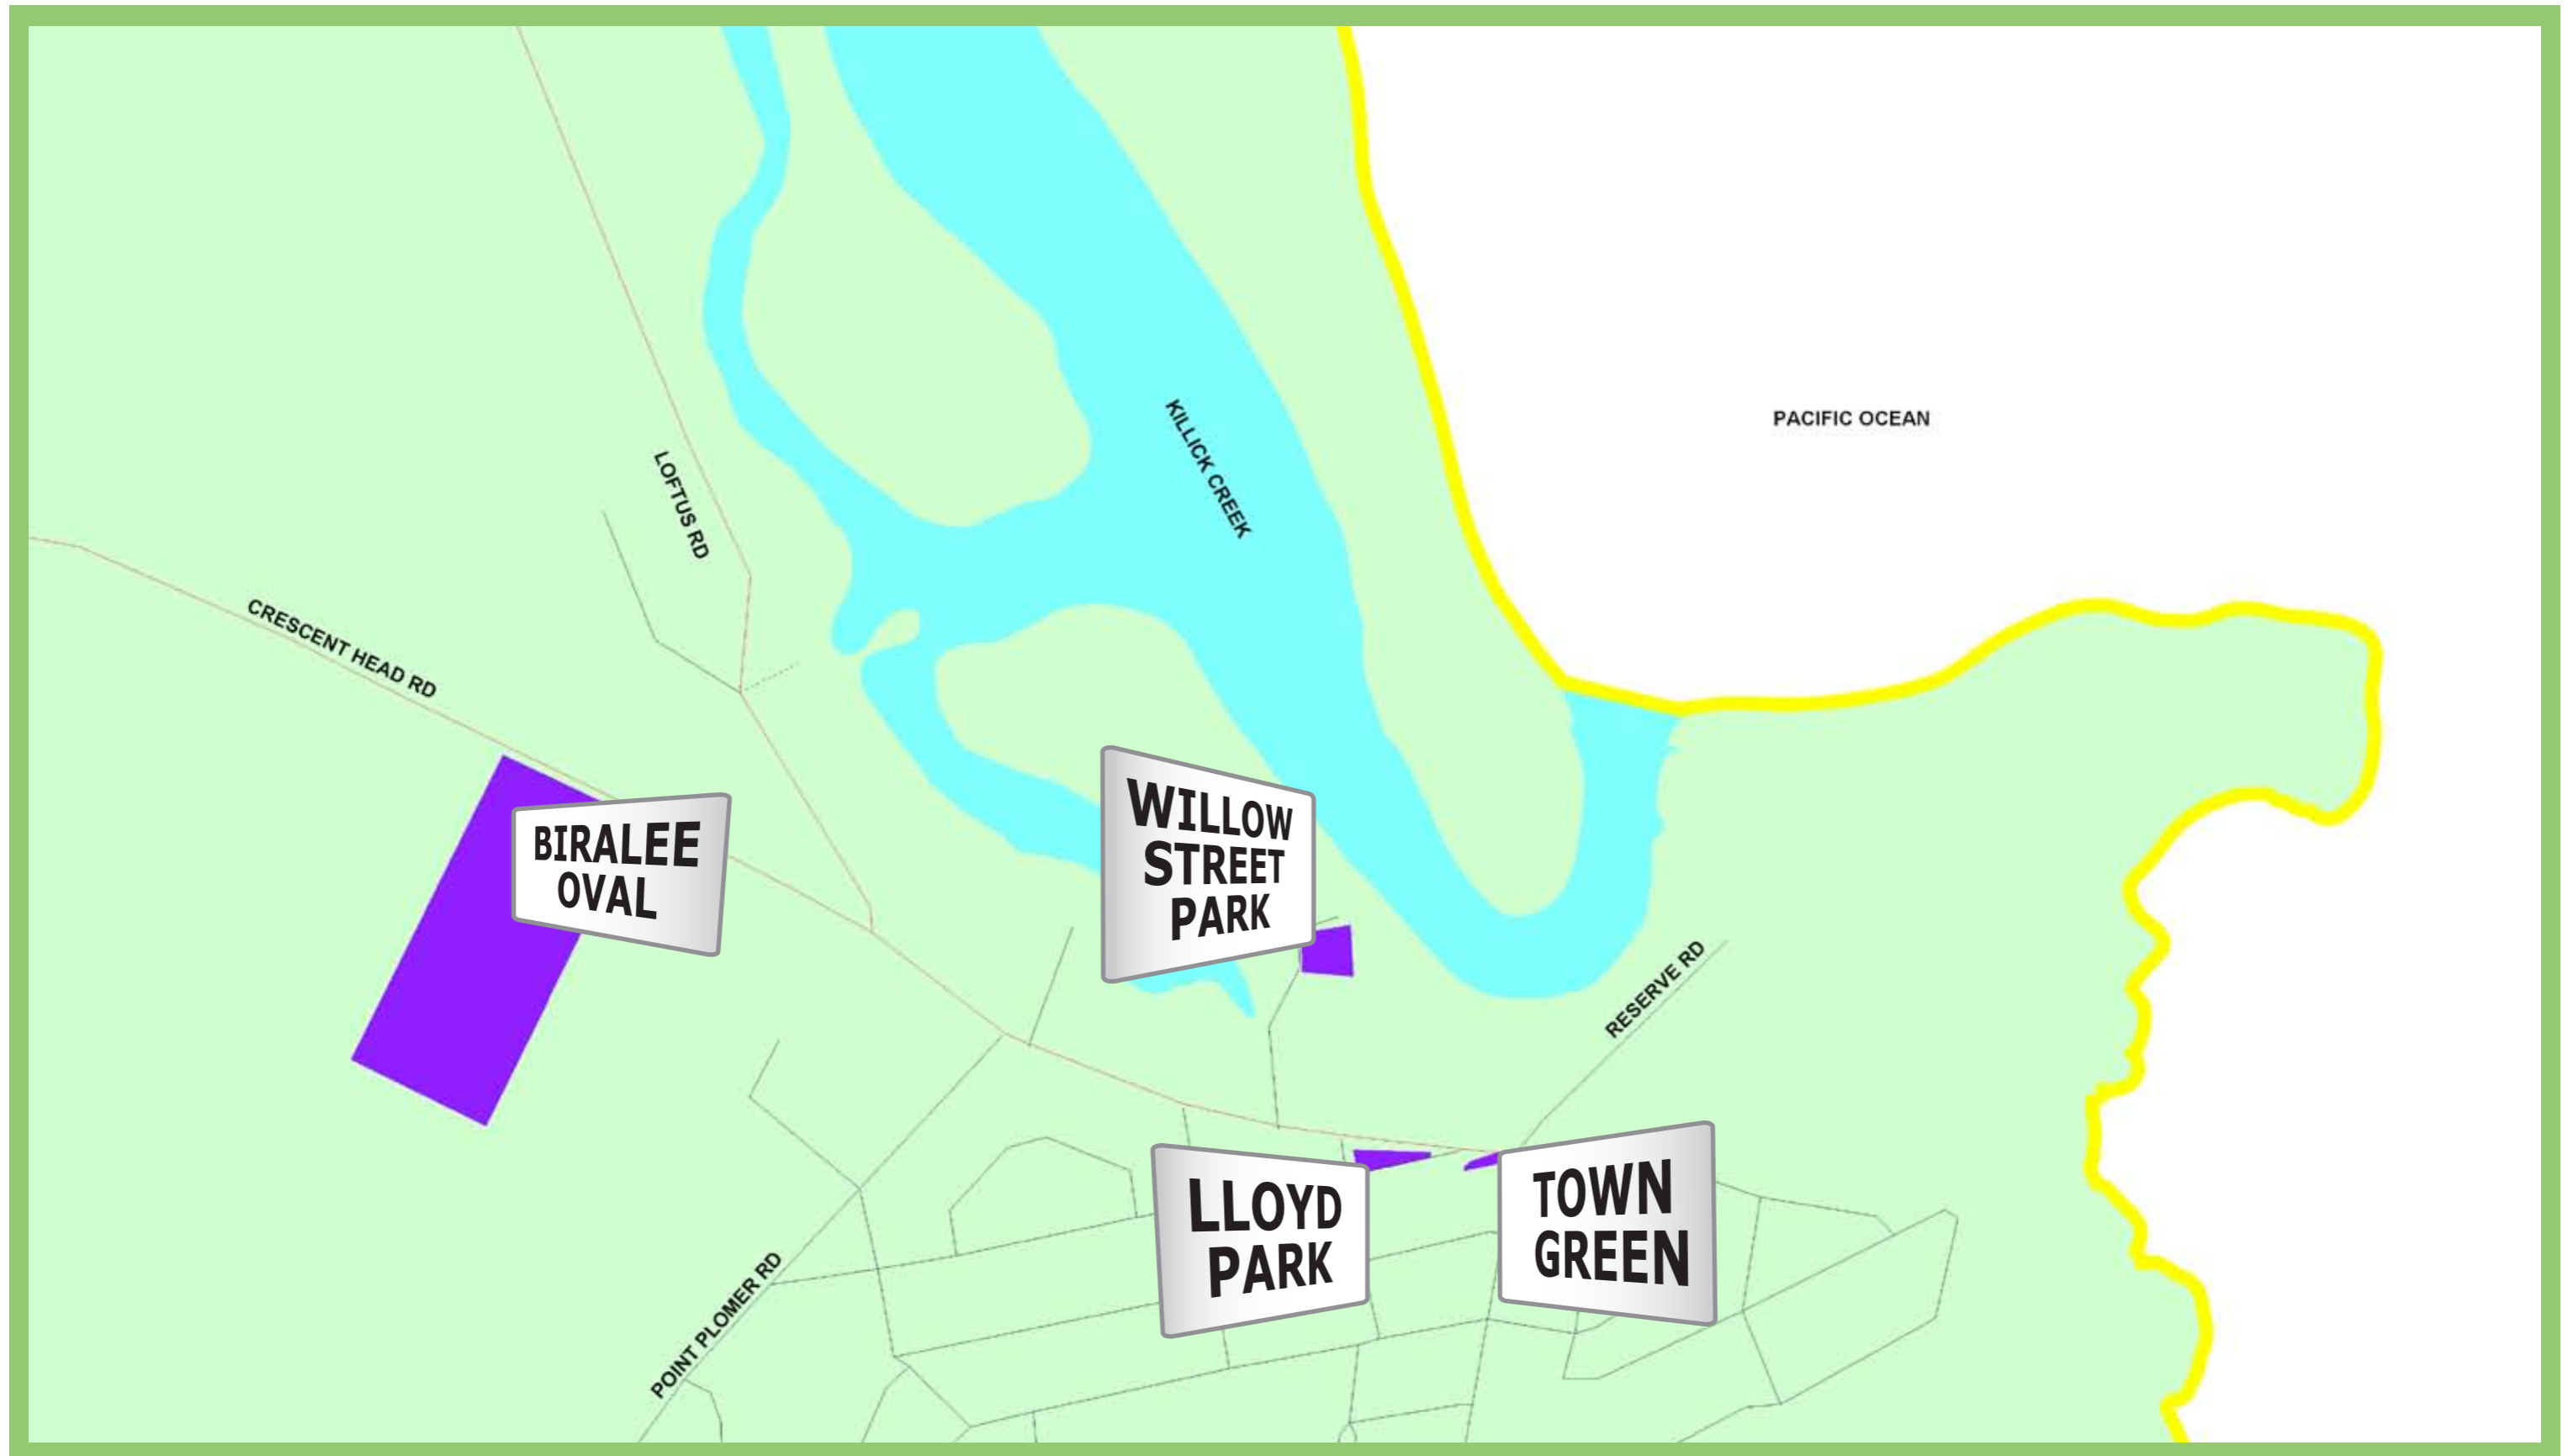 PACIFIC OCEAN
KILLICK CREEK
LOFTUS RD
CRESCENT HEAD RD
WILLOW
STREET
PARK
BIRALEE
OVAL
RESERVE RD
LLOYD
PARK
TOWN
GREEN
POINT PLOMER RD